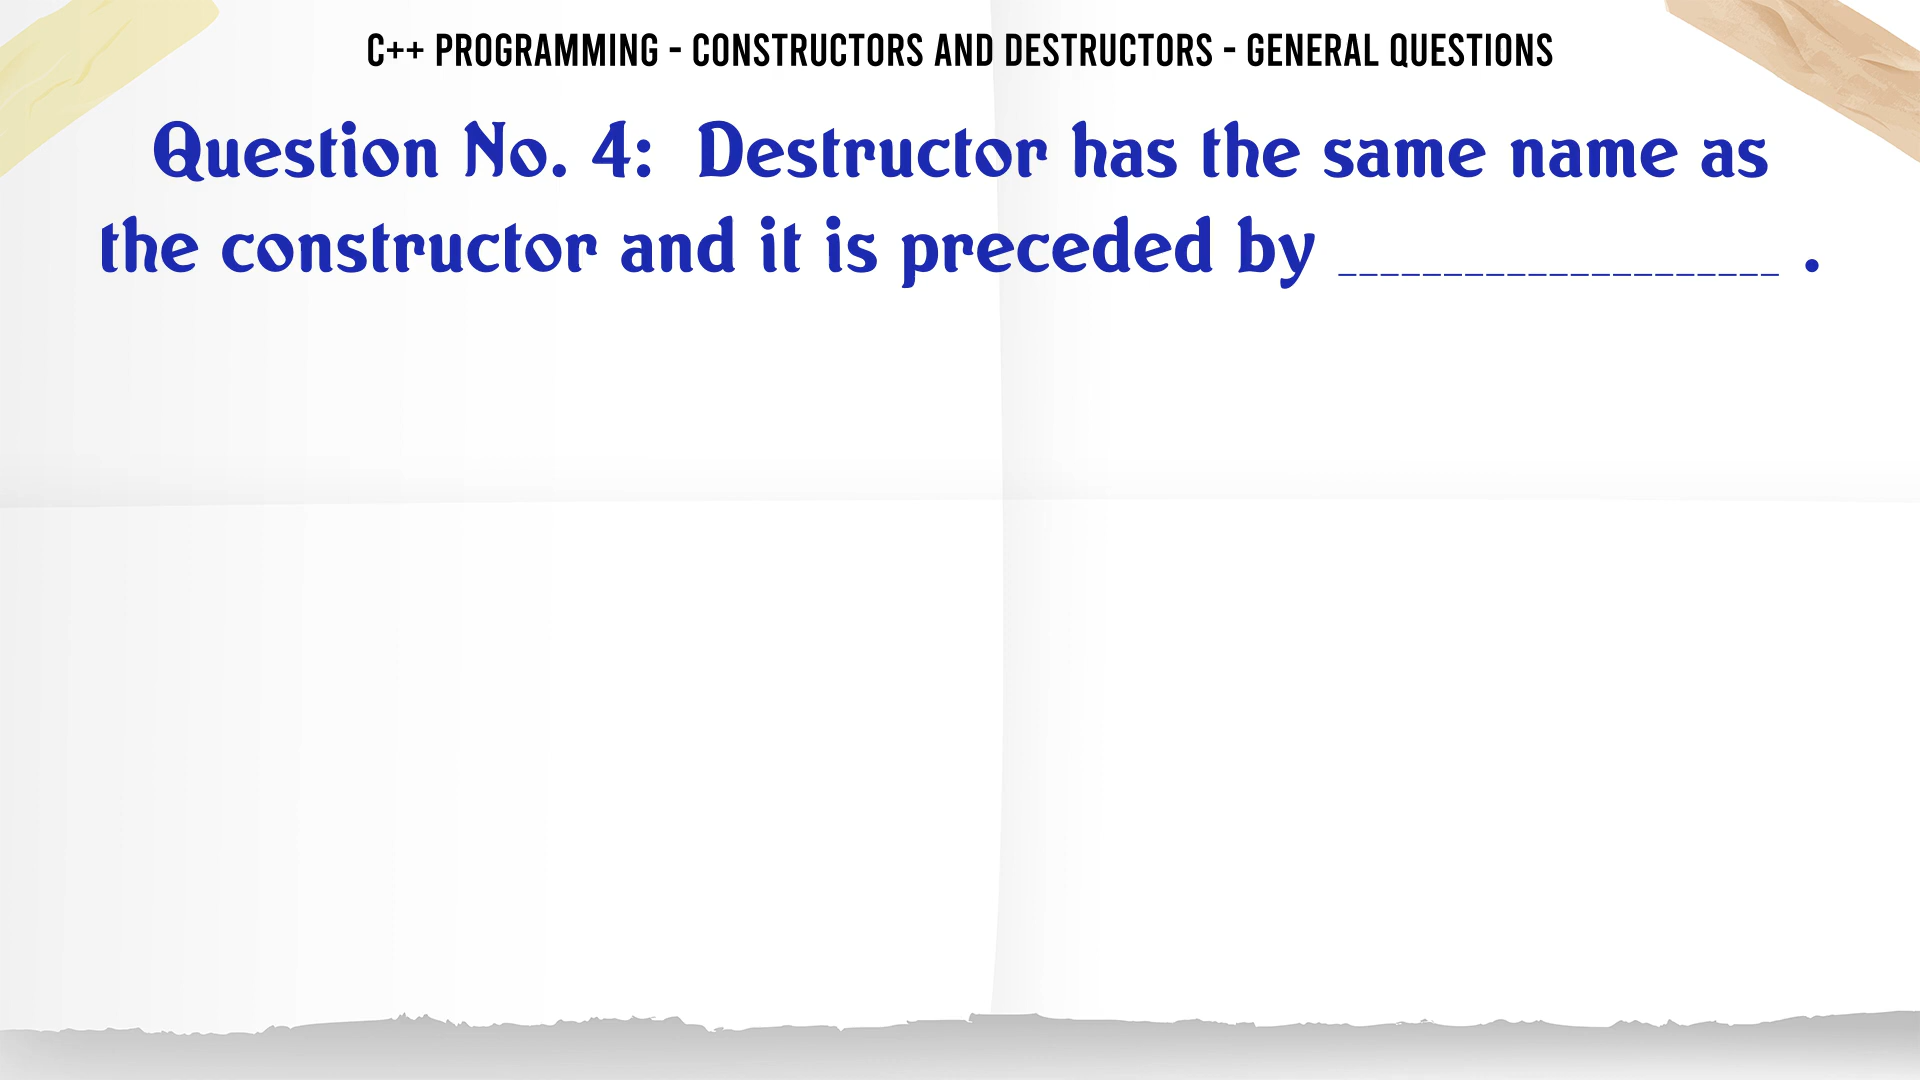 C++ PROGRAMMING - CONSTRUCTORS AND DESTRUCTORS - GENERAL QUESTIONS
Question No. 4:  Destructor has the same name as
the constructor and it is preceded by _____________________ .